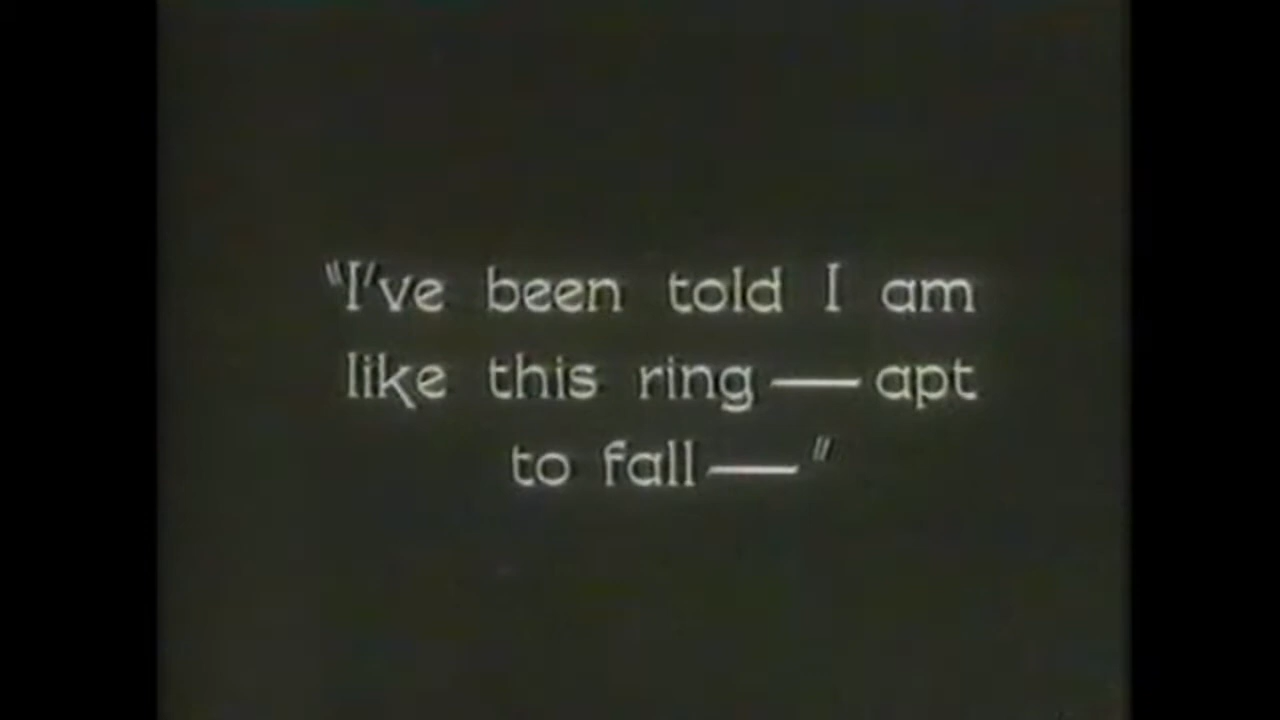 "I've been told I am
like this ring — apt
to fall — "